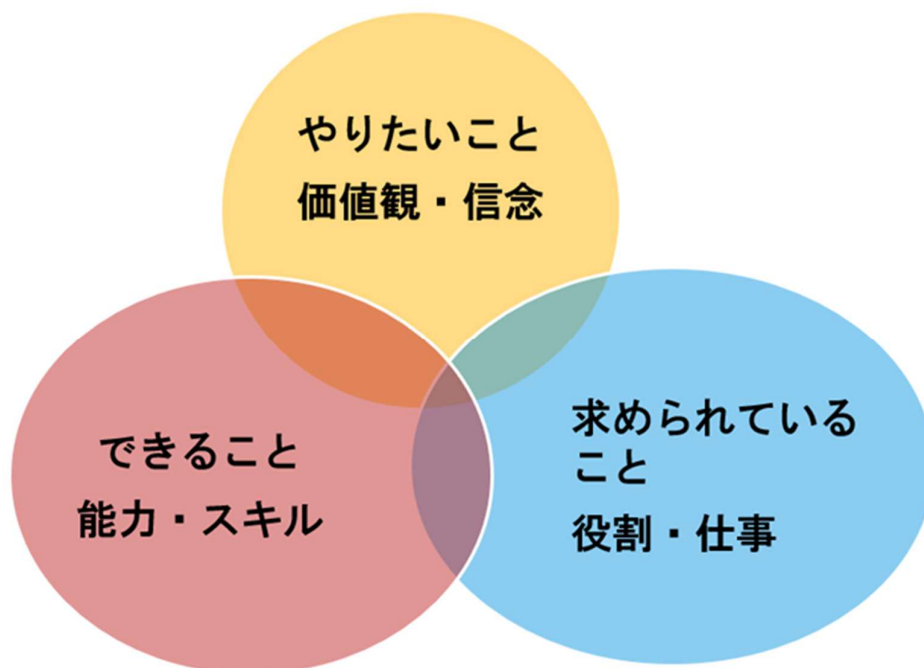 やりたいこと
価値観・信念
できること
能力・スキル
求められている
こと
役割・仕事